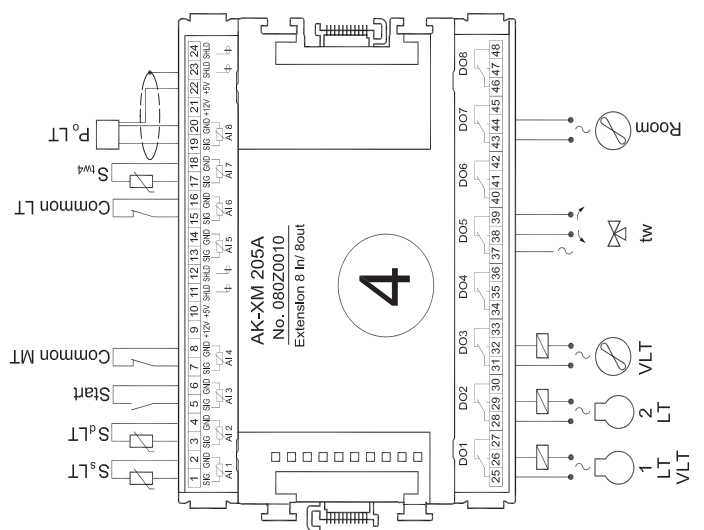 AK-XM 205A
No. 080Z0010
Extension 8 In/ 8out
4
24 SHLD
23 SHLD
22 +5V
21 +12V
20 GND
19 SIG
AI 8
18 GND
17 SIG
AI 7
16 GND
15 SIG
AI 6
14 GND
13 SIG
AI 5
12 SHLD
11 SHLD
10 +5V
9 +12V
8 GND
7 SIG
AI 4
6 GND
5 SIG
AI 3
4 GND
3 SIG
AI 2
2 GND
1 SIG
AI 1
P₀ LT
Stw4
Common LT
Common MT
Start
Sd LT
Ss LT
DO8
46 47 48
DO7
43 44 45
DO6
40 41 42
DO5
37 38 39
DO4
34 35 36
DO3
31 32 33
DO2
28 29 30
DO1
25 26 27
Room
tw
VLT
2
LT
1
LT
VLT